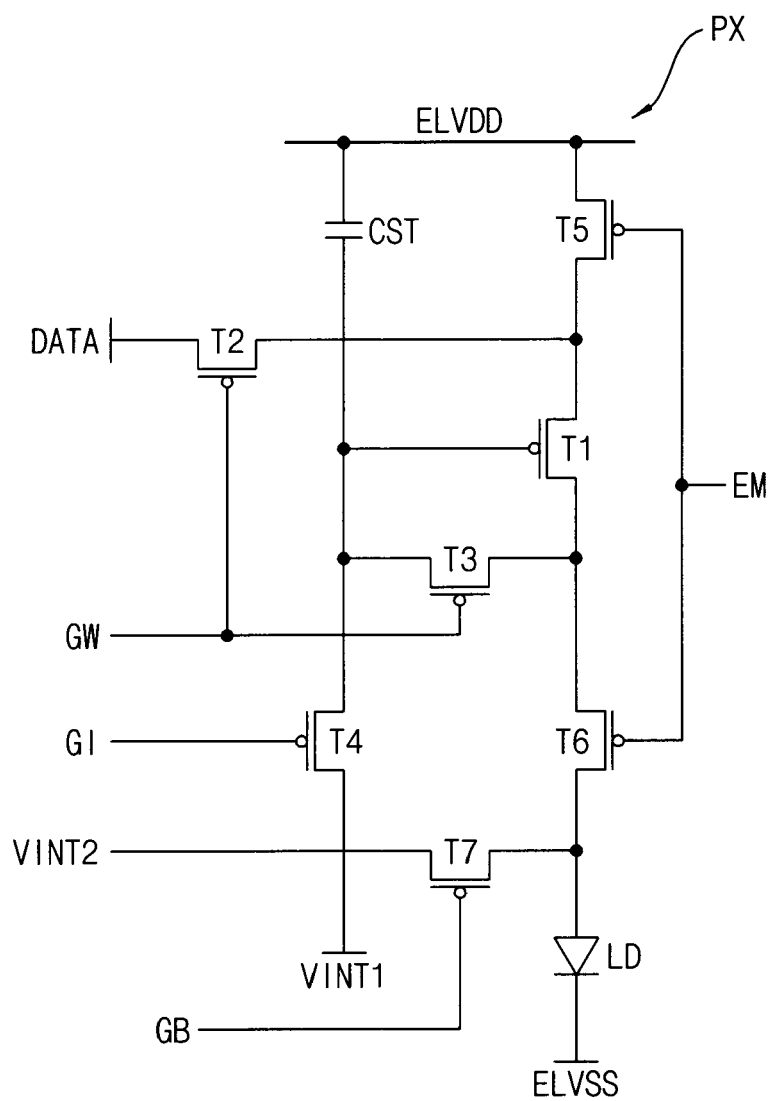 PX
ELVDD
CST
T5
DATA
T2
T1
EM
T3
GW
GI
T4
T6
VINT2
T7
LD
VINT1
GB
ELVSS